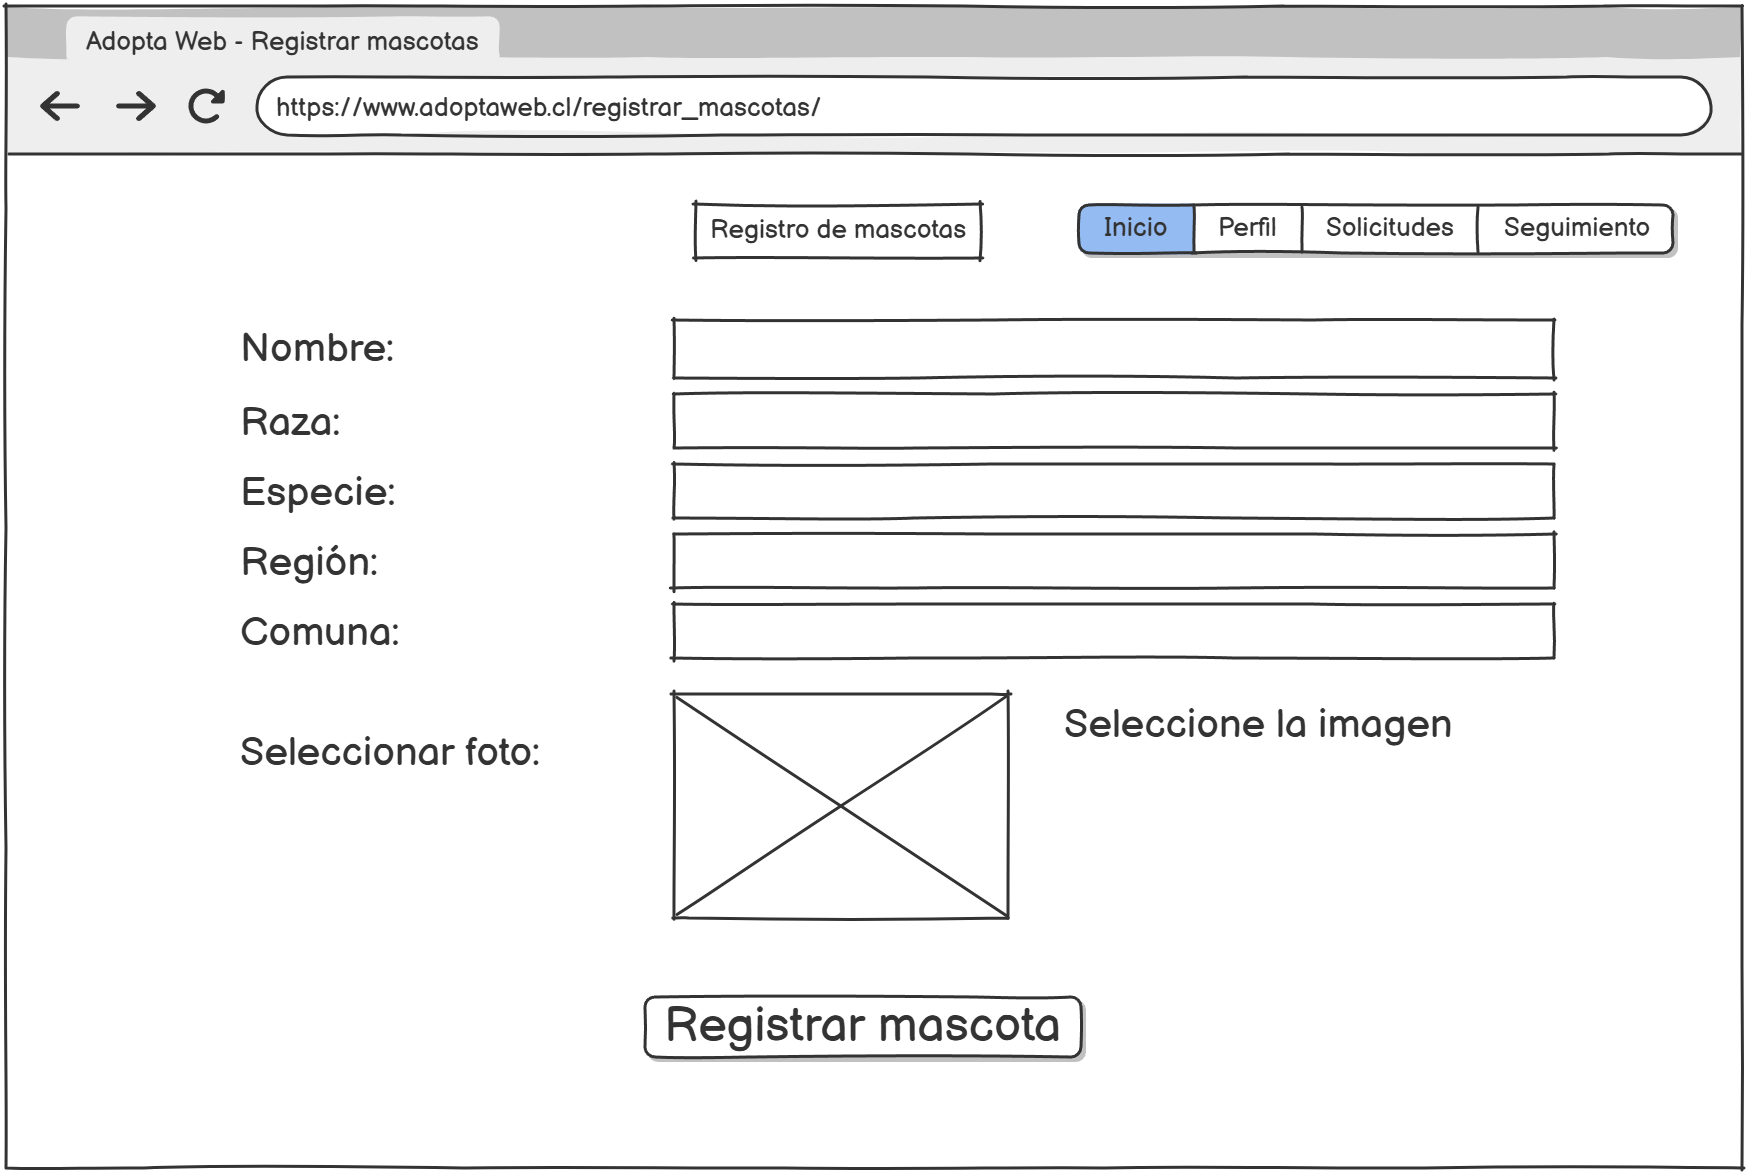 Adopta Web - Registrar mascotas
https://www.adoptaweb.cl/registrar_mascotas/
Registro de mascotas
Inicio Perfil Solicitudes Seguimiento
Nombre:
Raza:
Especie:
Región:
Comuna:
Seleccionar foto:
Seleccione la imagen
Registrar mascota